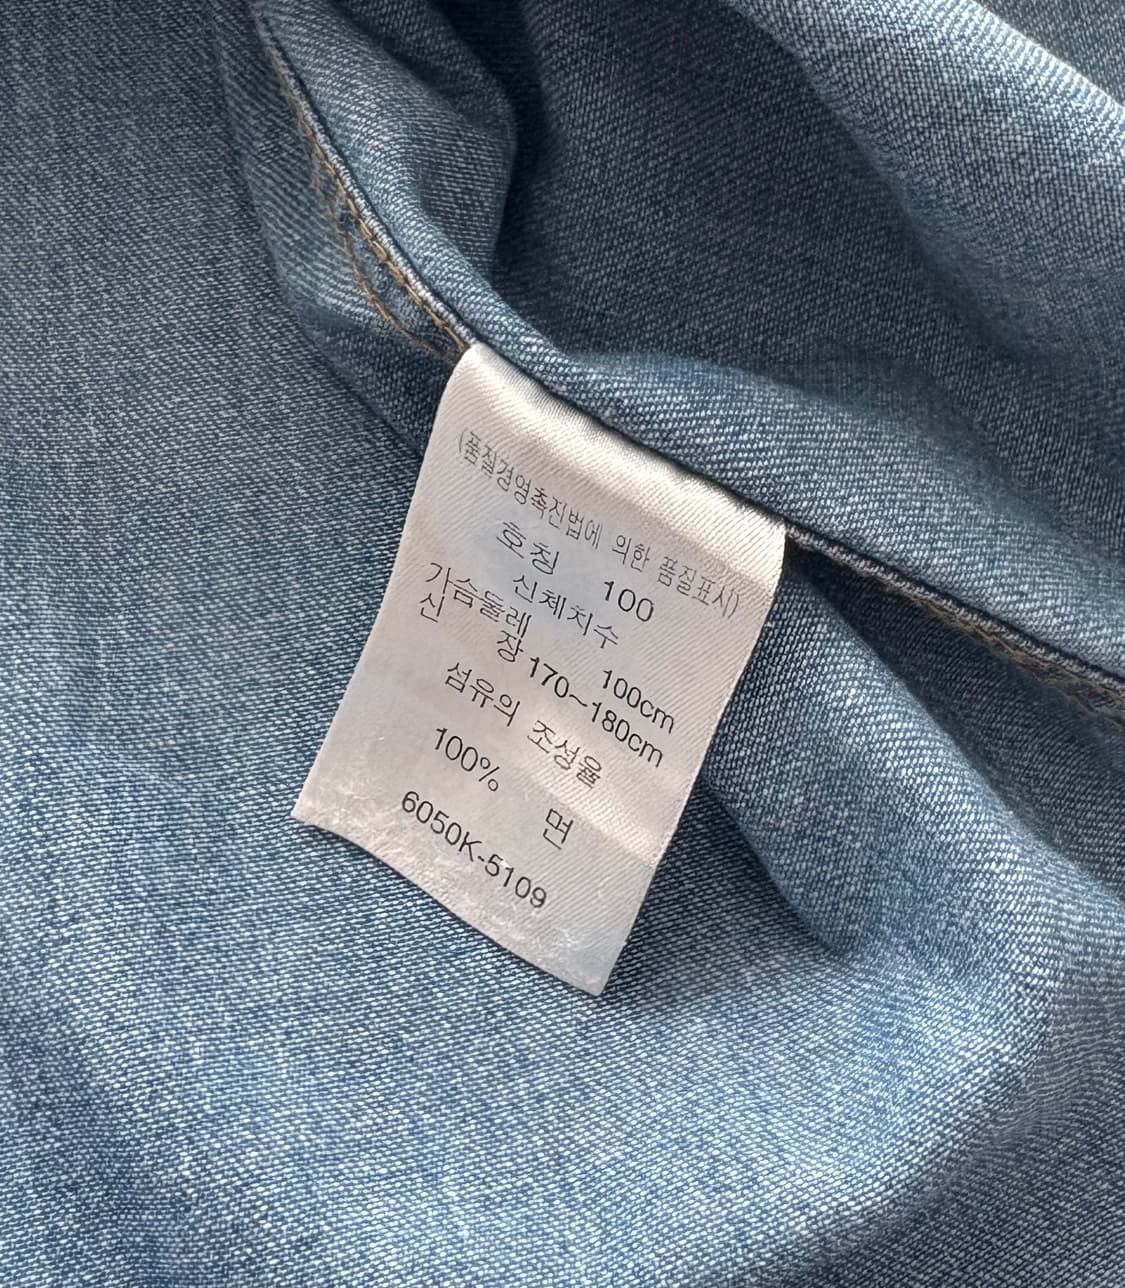 (품질경영촉진법에 의한 품질표시)
호칭 100
신체치수
가슴둘레 100cm
신 장 170~180cm
섬유의 조성율
100% 면
6050K-5109